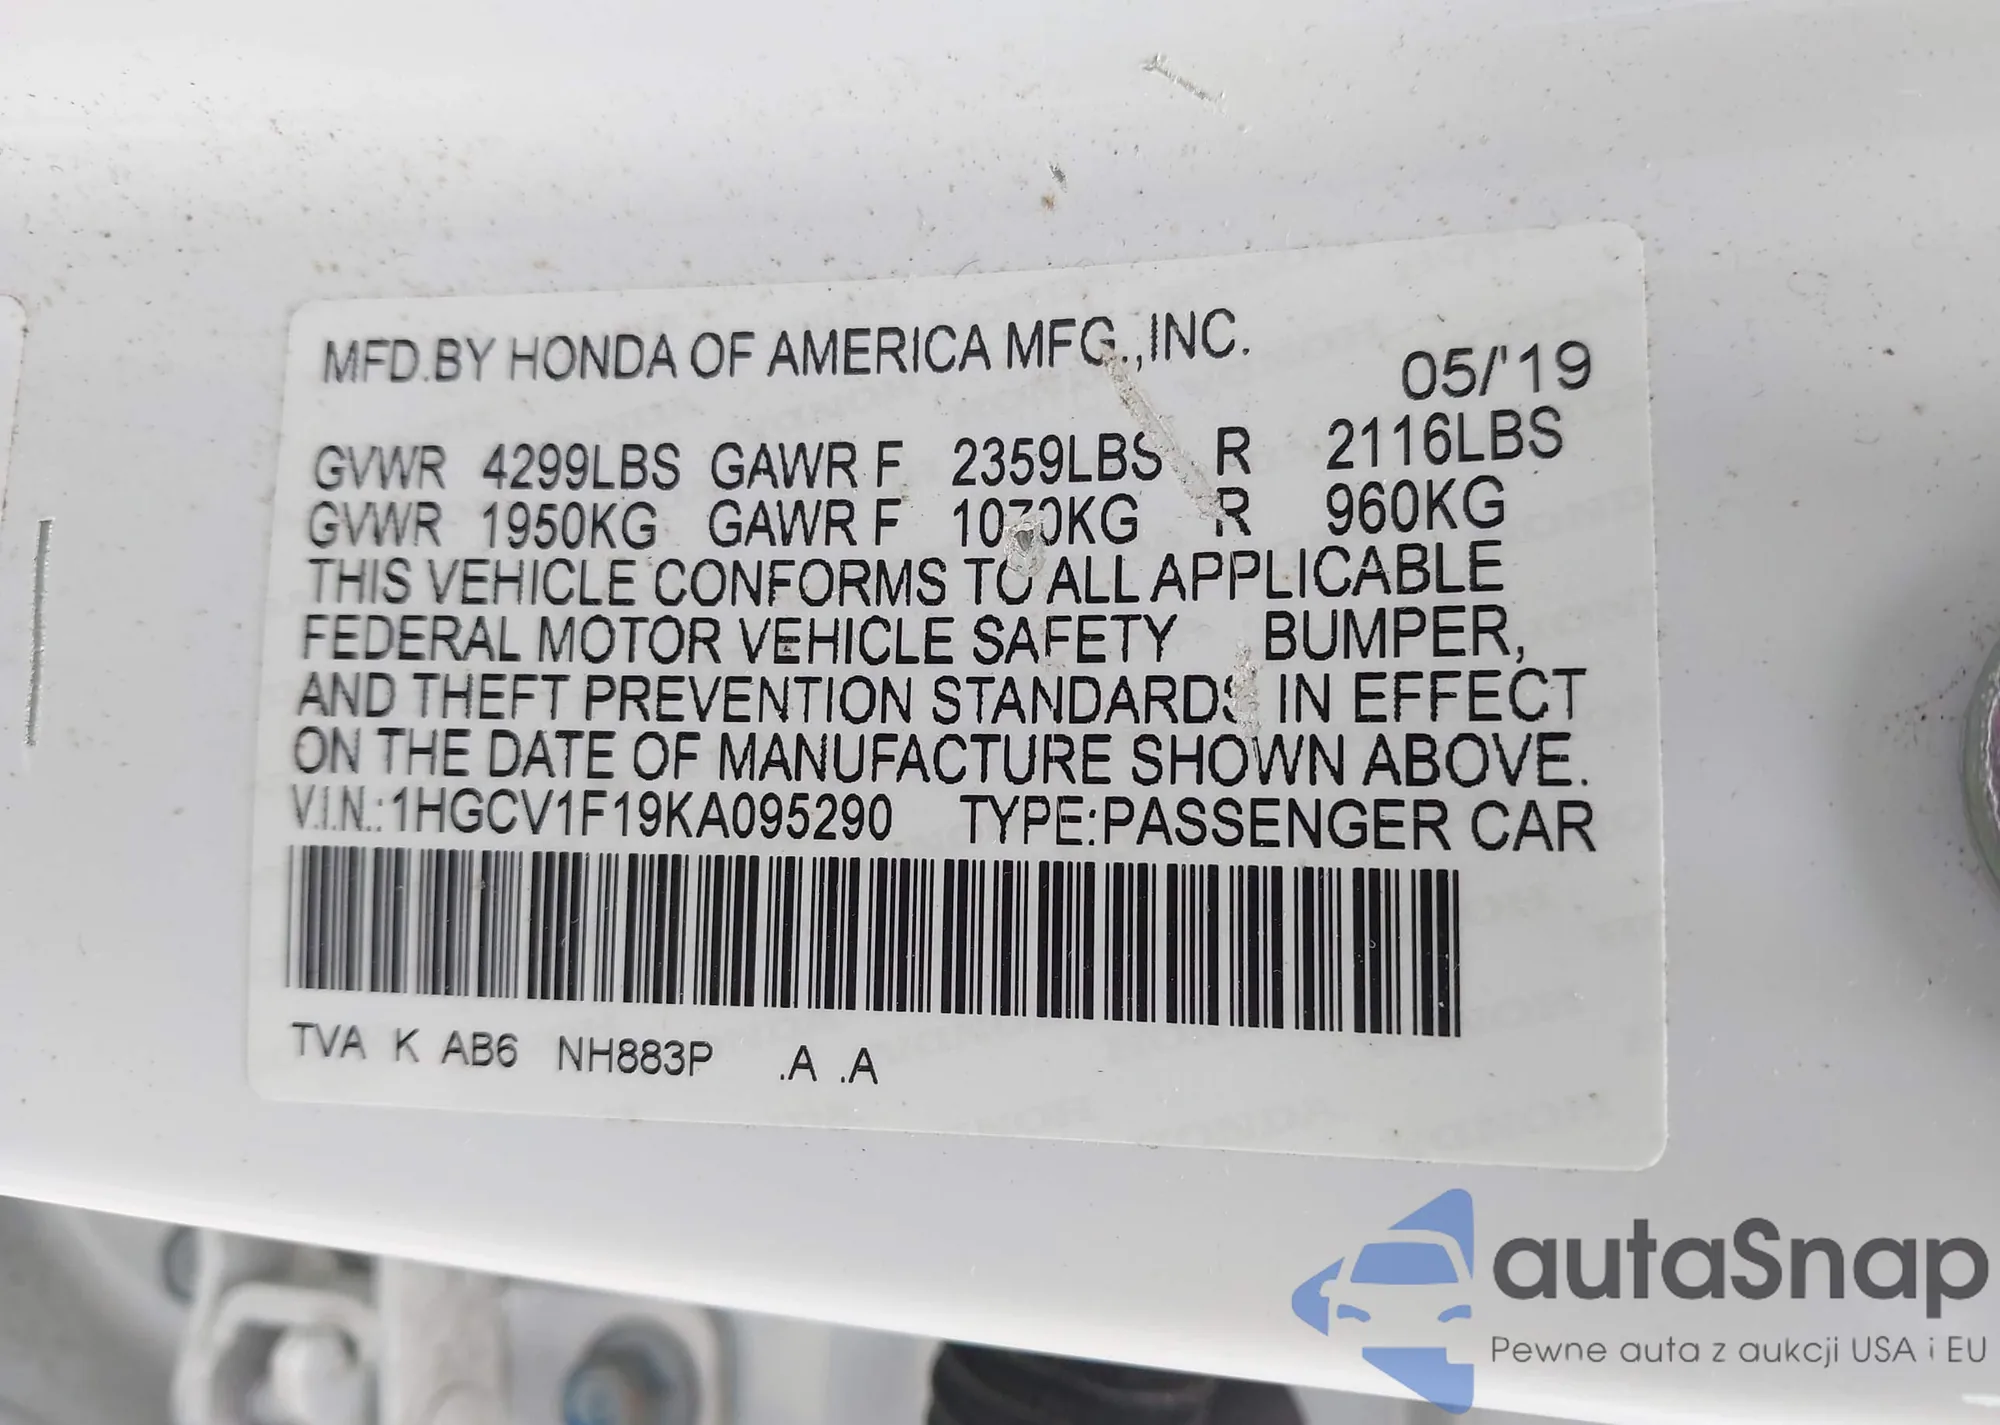 MFD.BY HONDA OF AMERICA MFG.,INC.
05/'19
GVWR 4299LBS GAWR F 2359LBS R 2116LBS
GVWR 1950KG GAWR F 1070KG R 960KG
THIS VEHICLE CONFORMS TO ALL APPLICABLE
FEDERAL MOTOR VEHICLE SAFETY BUMPER,
AND THEFT PREVENTION STANDARDS IN EFFECT
ON THE DATE OF MANUFACTURE SHOWN ABOVE.
V.I.N.:1HGCV1F19KA095290 TYPE:PASSENGER CAR
TVA K AB6 NH883P .A .A
autaSnap
Pewne auta z aukcji USA i EU